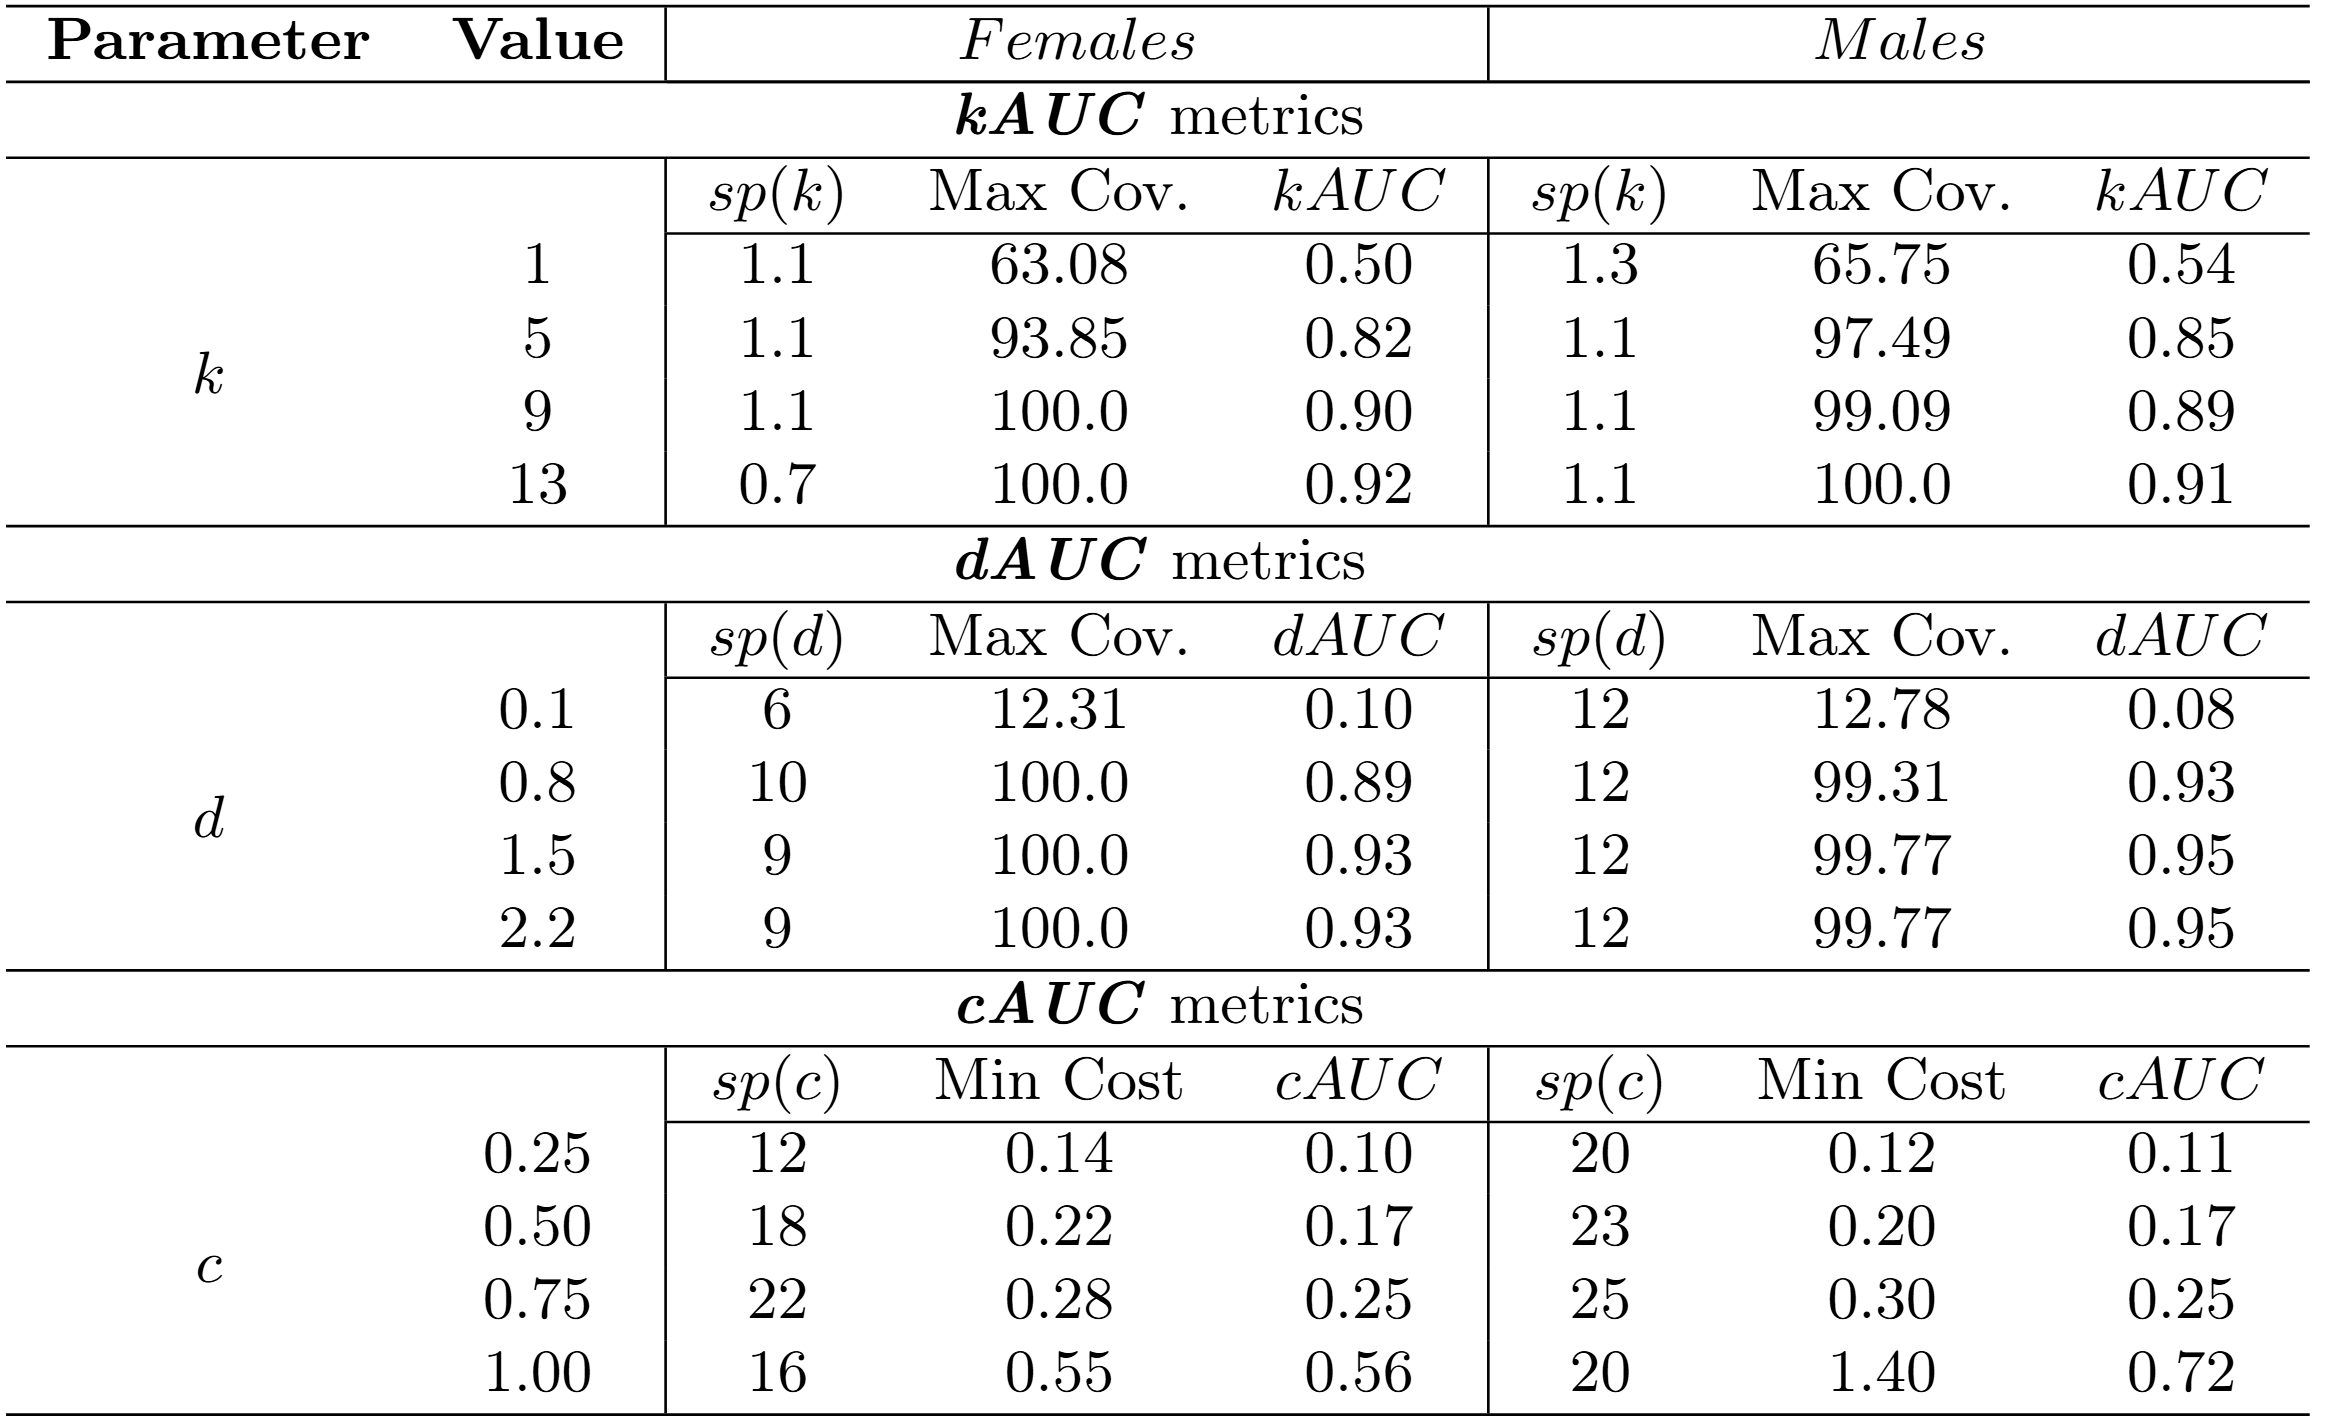 Parameter Value Females Males
kAUC metrics
sp(k) Max Cov. kAUC sp(k) Max Cov. kAUC
1 1.1 63.08 0.50 1.3 65.75 0.54
5 1.1 93.85 0.82 1.1 97.49 0.85
k
9 1.1 100.0 0.90 1.1 99.09 0.89
13 0.7 100.0 0.92 1.1 100.0 0.91
dAUC metrics
sp(d) Max Cov. dAUC sp(d) Max Cov. dAUC
0.1 6 12.31 0.10 12 12.78 0.08
0.8 10 100.0 0.89 12 99.31 0.93
d
1.5 9 100.0 0.93 12 99.77 0.95
2.2 9 100.0 0.93 12 99.77 0.95
cAUC metrics
sp(c) Min Cost cAUC sp(c) Min Cost cAUC
0.25 12 0.14 0.10 20 0.12 0.11
0.50 18 0.22 0.17 23 0.20 0.17
c
0.75 22 0.28 0.25 25 0.30 0.25
1.00 16 0.55 0.56 20 1.40 0.72